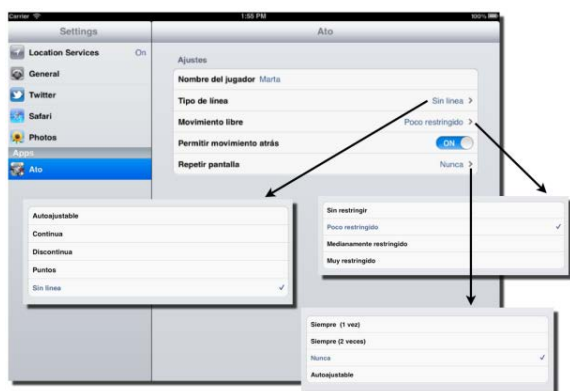 Carrier 1:55 PM 100%
Settings
Ato
Location Services On
General
Twitter
Safari
Photos
Apps
Ato
Ajustes
Nombre del jugador Marta
Tipo de línea Sin linea
Movimiento libre Poco restringido
Permitir movimiento atrás ON
Repetir pantalla Nunca
Autoajustable
Continua
Discontinua
Puntos
Sin linea
Sin restringir
Poco restringido
Medianamente restringido
Muy restringido
Siempre (1 vez)
Siempre (2 veces)
Nunca
Autoajustable